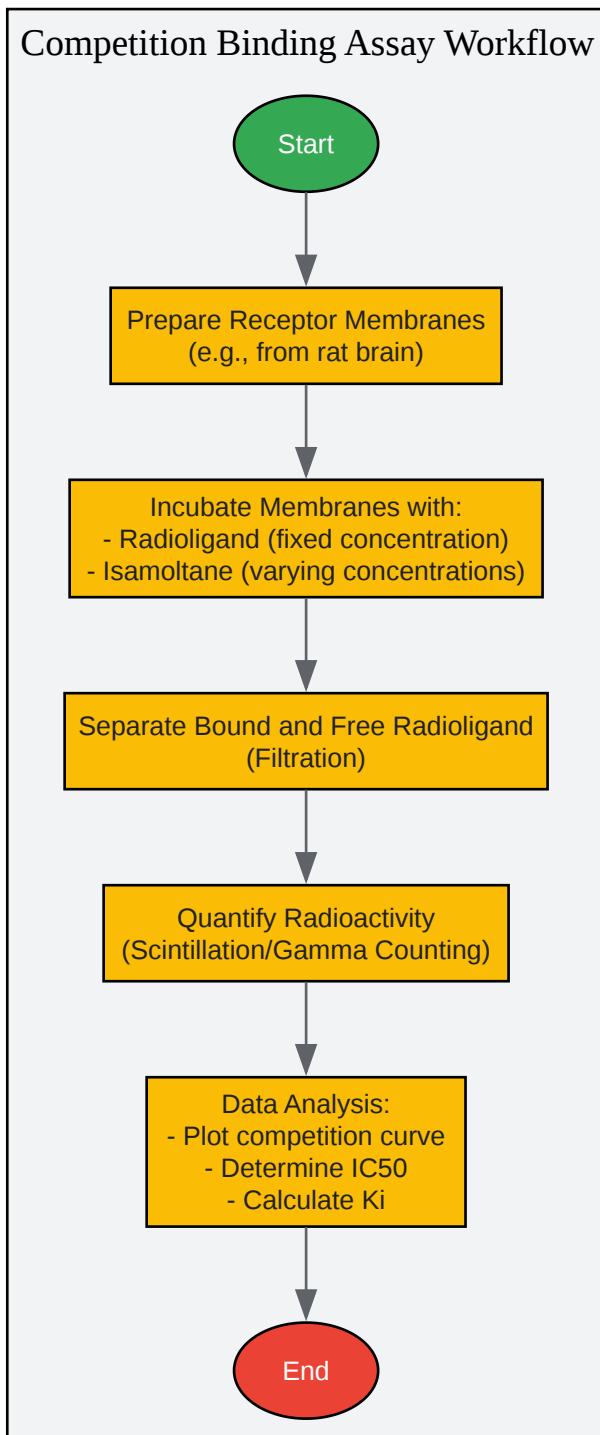 Competition Binding Assay Workflow
Start
Prepare Receptor Membranes
(e.g., from rat brain)
Incubate Membranes with:
- Radioligand (fixed concentration)
- Isamoltane (varying concentrations)
Separate Bound and Free Radioligand
(Filtration)
Quantify Radioactivity
(Scintillation/Gamma Counting)
Data Analysis:
- Plot competition curve
- Determine IC50
- Calculate Ki
End